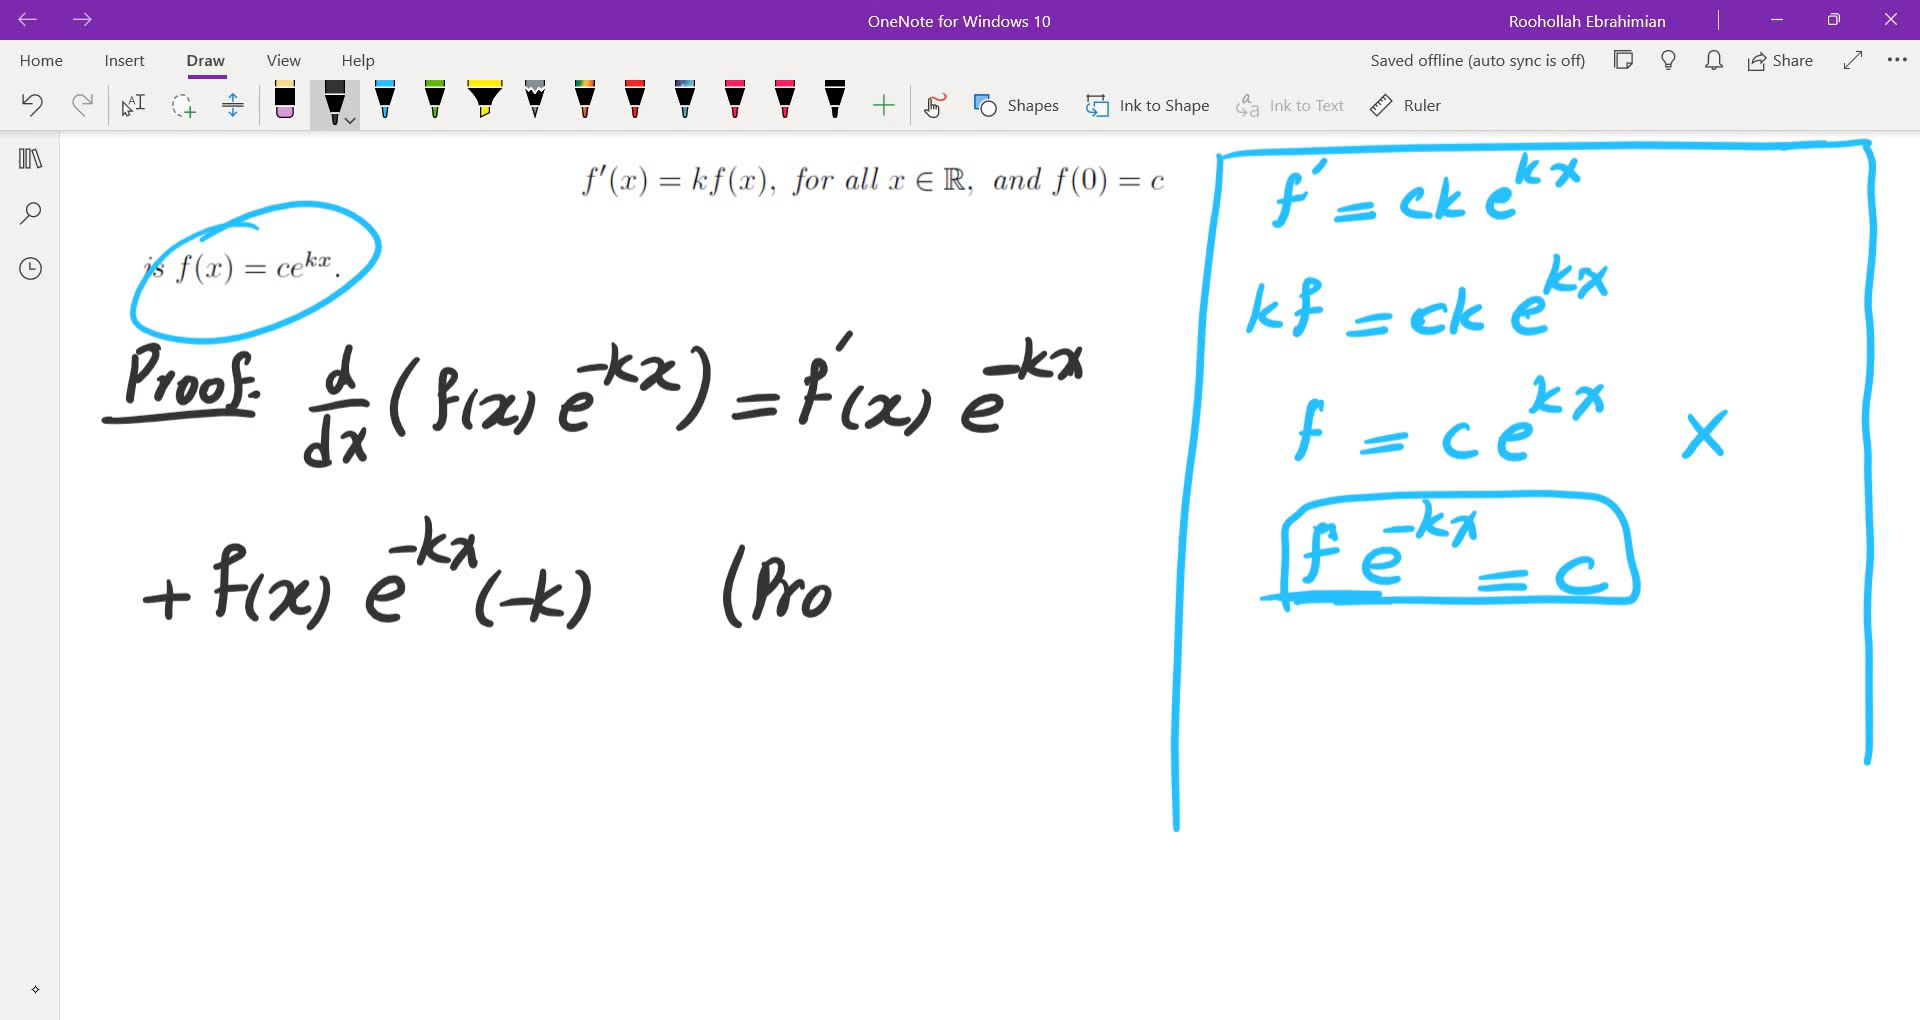 OneNote for Windows 10
Roohollah Ebrahimian
Home Insert Draw View Help
Saved offline (auto sync is off) Share
Shapes Ink to Shape Ink to Text Ruler
f'(x) = kf(x), for all x ∈ ℝ, and f(0) = c
is f(x) = ce^{kx}.
Proof. d/dx (f(x) e^{-kx}) = f'(x) e^{-kx}
+ f(x) e^{-kx} (-k) (Pro
f' = ck e^{kx}
kf = ck e^{kx}
f = c e^{kx} X
f e^{-kx} = c